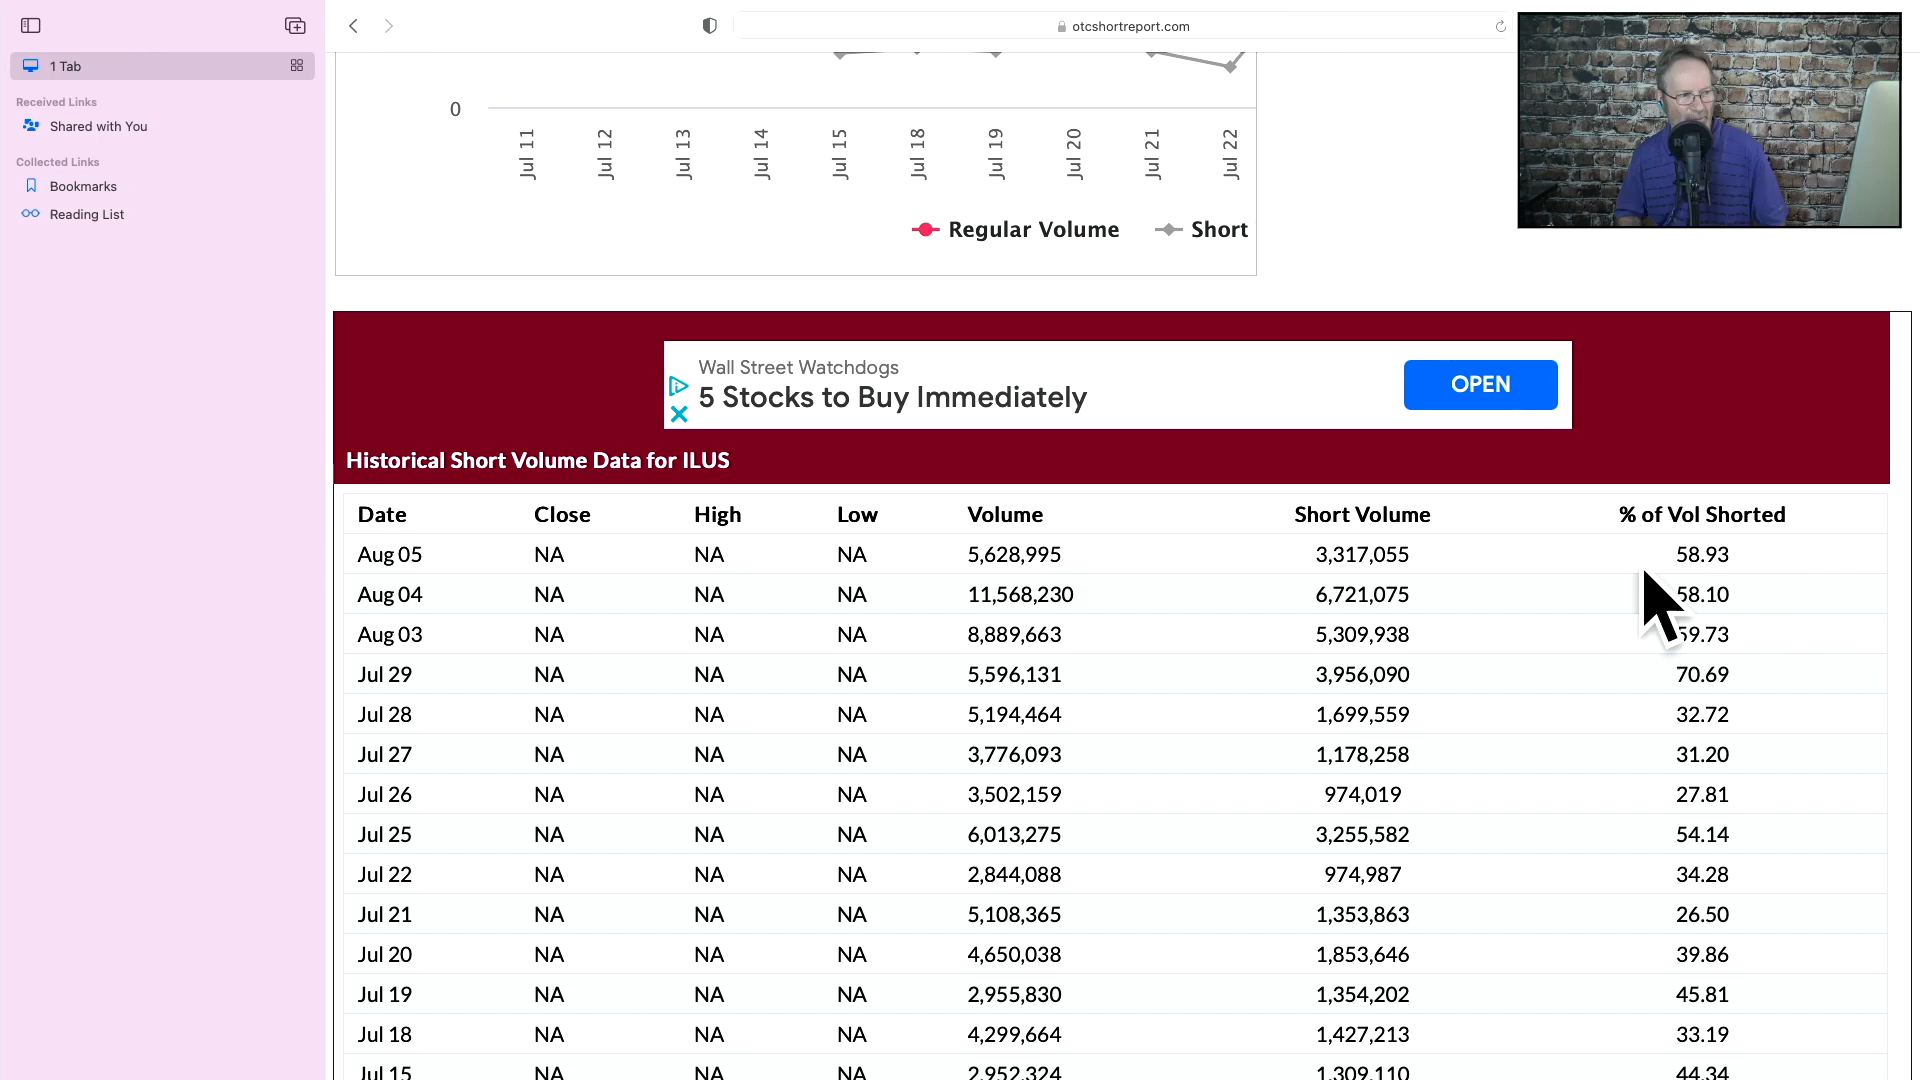 otcshortreport.com
1 Tab
Received Links
Shared with You
Collected Links
Bookmarks
Reading List
0
Jul 11
Jul 12
Jul 13
Jul 14
Jul 15
Jul 18
Jul 19
Jul 20
Jul 21
Jul 22
Regular Volume Short
Wall Street Watchdogs
5 Stocks to Buy Immediately
OPEN
Historical Short Volume Data for ILUS
Date Close High Low Volume Short Volume % of Vol Shorted
Aug 05 NA NA NA 5,628,995 3,317,055 58.93
Aug 04 NA NA NA 11,568,230 6,721,075 58.10
Aug 03 NA NA NA 8,889,663 5,309,938 59.73
Jul 29 NA NA NA 5,596,131 3,956,090 70.69
Jul 28 NA NA NA 5,194,464 1,699,559 32.72
Jul 27 NA NA NA 3,776,093 1,178,258 31.20
Jul 26 NA NA NA 3,502,159 974,019 27.81
Jul 25 NA NA NA 6,013,275 3,255,582 54.14
Jul 22 NA NA NA 2,844,088 974,987 34.28
Jul 21 NA NA NA 5,108,365 1,353,863 26.50
Jul 20 NA NA NA 4,650,038 1,853,646 39.86
Jul 19 NA NA NA 2,955,830 1,354,202 45.81
Jul 18 NA NA NA 4,299,664 1,427,213 33.19
Jul 15 NA NA NA 2,952,324 1,309,110 44.34